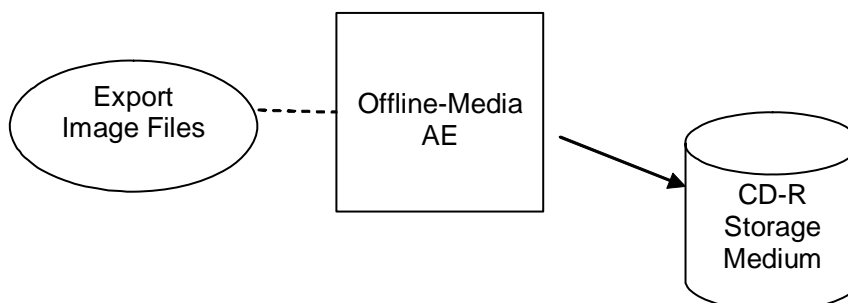 Export
Image Files
Offline-Media
AE
CD-R
Storage
Medium